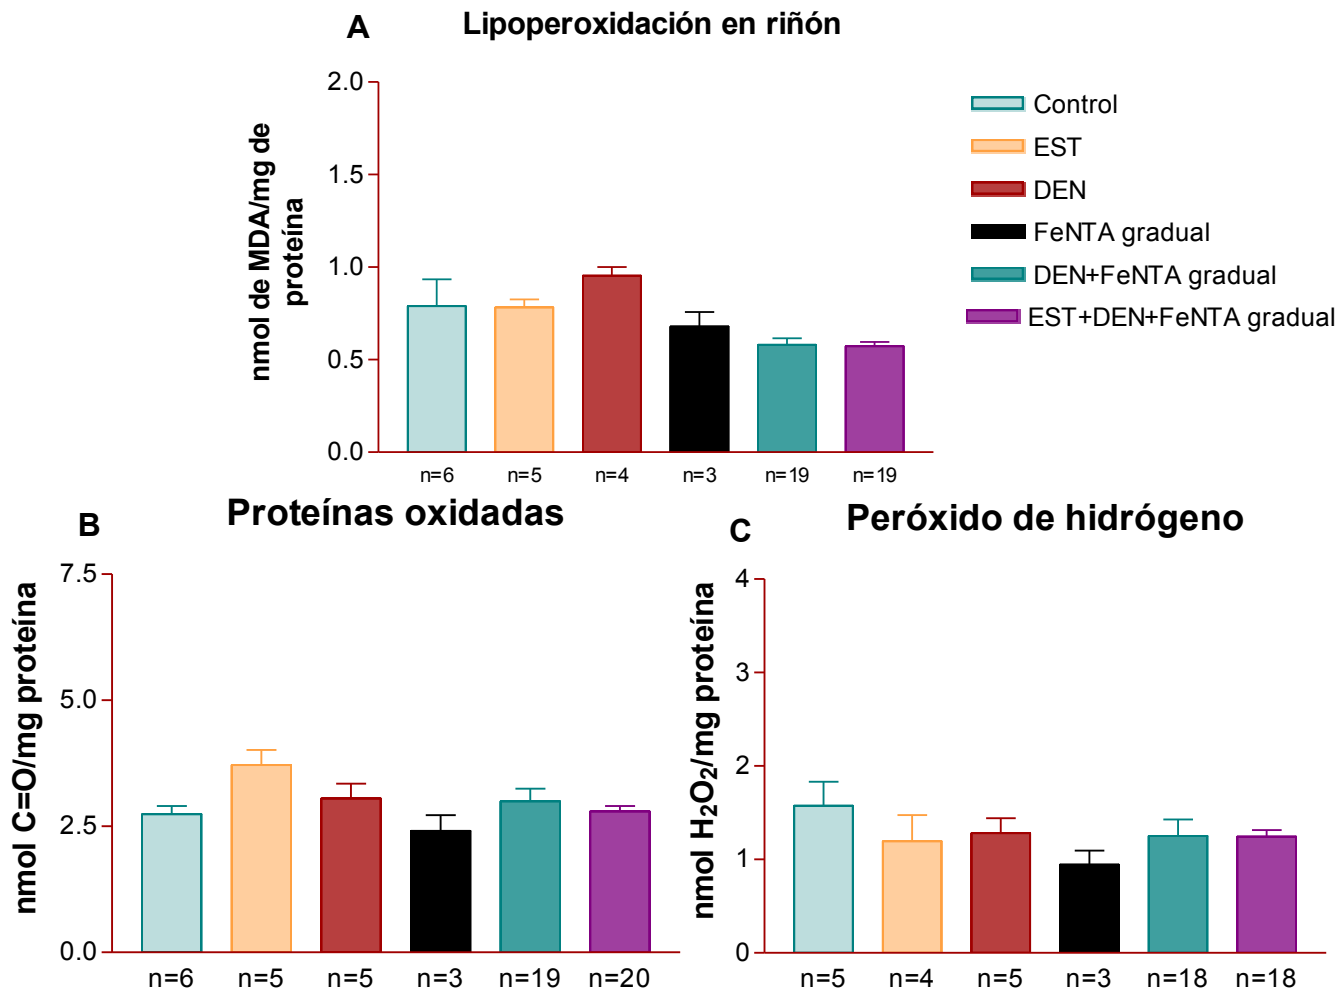 A
Lipoperoxidación en riñón
nmol de MDA/mg de
proteína
2.0
1.5
1.0
0.5
0.0
n=6 n=5 n=4 n=3 n=19 n=19
Control
EST
DEN
FeNTA gradual
DEN+FeNTA gradual
EST+DEN+FeNTA gradual
B
Proteínas oxidadas
nmol C=O/mg proteína
7.5
5.0
2.5
0.0
n=6 n=5 n=5 n=3 n=19 n=20
C
Peróxido de hidrógeno
nmol H₂O₂/mg proteína
4
3
2
1
0
n=5 n=4 n=5 n=3 n=18 n=18